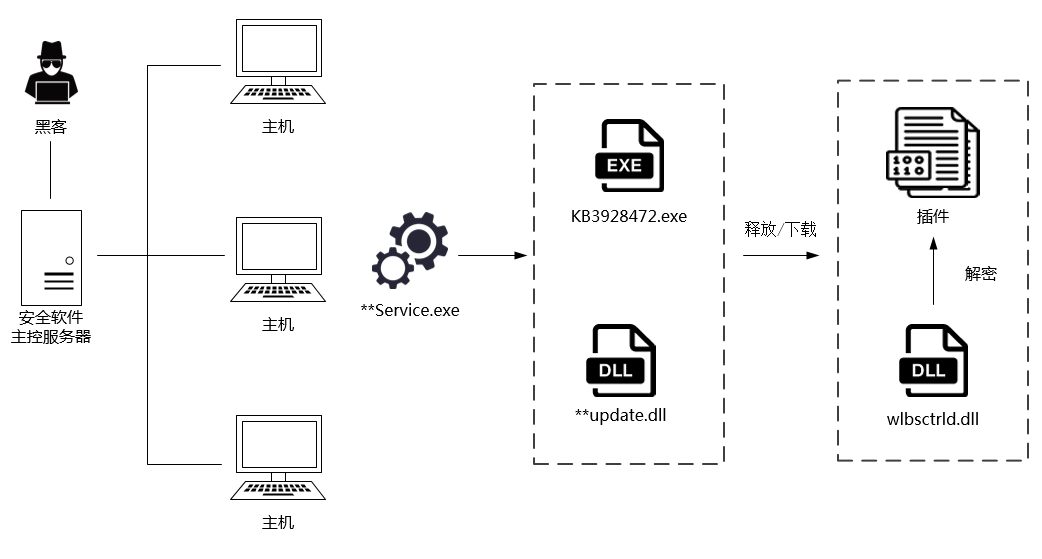 黑客
安全软件
主控服务器
主机
主机
主机
**Service.exe
EXE
KB3928472.exe
DLL
**update.dll
释放/下载
100
110
插件
解密
DLL
wlbsctrld.dll